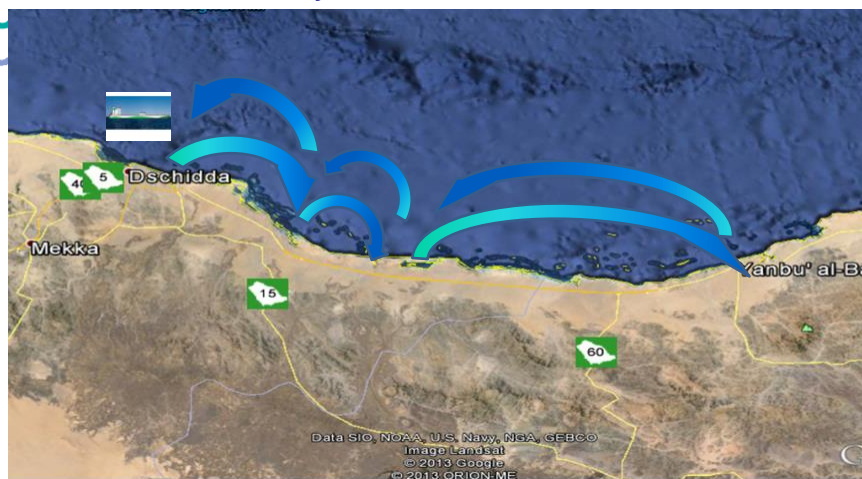 5
Dschidda
Mekka
15
Yanbu' al-Ba
60
Data SIO, NOAA, U.S. Navy, NGA, GEBCO
Image Landsat
© 2013 Google
© 2013 ORION-ME
G